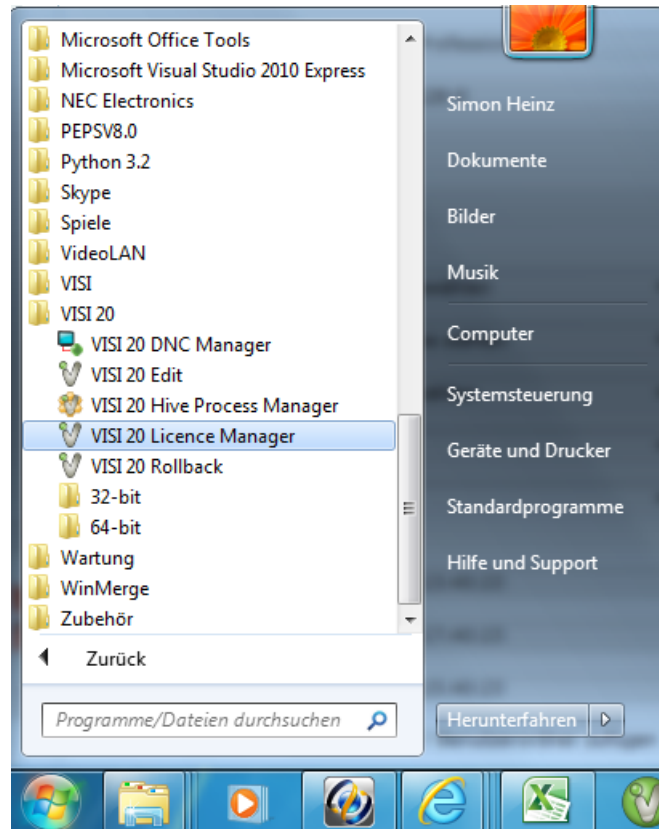 Microsoft Office Tools
Microsoft Visual Studio 2010 Express
NEC Electronics
PEPSV8.0
Python 3.2
Skype
Spiele
VideoLAN
VISI
VISI 20
VISI 20 DNC Manager
VISI 20 Edit
VISI 20 Hive Process Manager
VISI 20 Licence Manager
VISI 20 Rollback
32-bit
64-bit
Wartung
WinMerge
Zubehör
Zurück
Programme/Dateien durchsuchen
Simon Heinz
Dokumente
Bilder
Musik
Computer
Systemsteuerung
Geräte und Drucker
Standardprogramme
Hilfe und Support
Herunterfahren